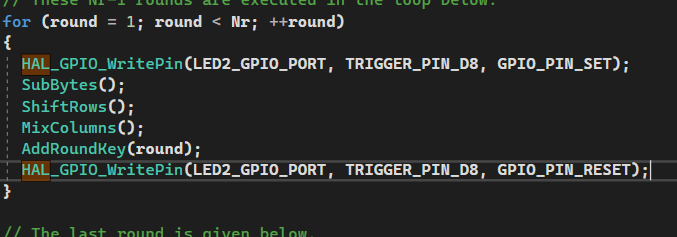 // These Nr-1 rounds are executed in the loop below.
for (round = 1; round < Nr; ++round)
{
HAL_GPIO_WritePin(LED2_GPIO_PORT, TRIGGER_PIN_D8, GPIO_PIN_SET);
SubBytes();
ShiftRows();
MixColumns();
AddRoundKey(round);
HAL_GPIO_WritePin(LED2_GPIO_PORT, TRIGGER_PIN_D8, GPIO_PIN_RESET);
}
// The last round is given below.